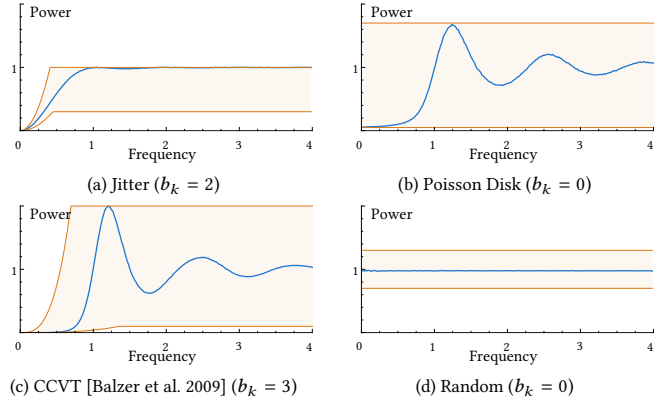 Power
1
0 1 2 3 4
Frequency
(a) Jitter (b_k = 2)
Power
1
0 1 2 3 4
Frequency
(b) Poisson Disk (b_k = 0)
Power
1
0 1 2 3 4
Frequency
(c) CCVT [Balzer et al. 2009] (b_k = 3)
Power
1
0 1 2 3 4
Frequency
(d) Random (b_k = 0)